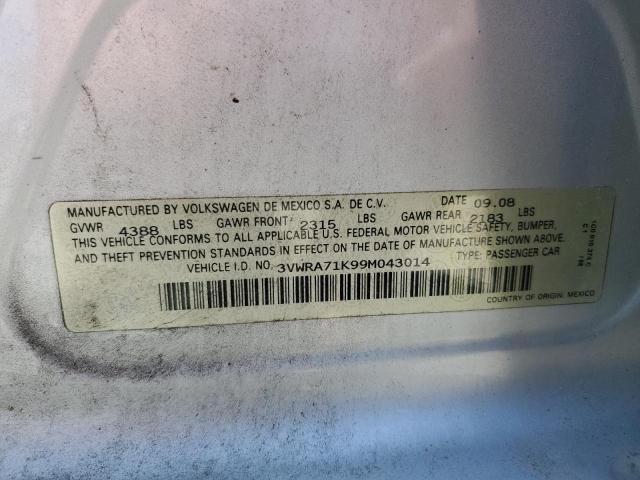 MANUFACTURED BY VOLKSWAGEN DE MEXICO S.A. DE C.V. DATE 09.08
GVWR 4388 LBS GAWR FRONT 2315 LBS GAWR REAR 2183 LBS
THIS VEHICLE CONFORMS TO ALL APPLICABLE U.S. FEDERAL MOTOR VEHICLE SAFETY, BUMPER,
AND THEFT PREVENTION STANDARDS IN EFFECT ON THE DATE OF MANUFACTURE SHOWN ABOVE.
VEHICLE I.D. NO. 3VWRA71K99M043014 TYPE: PASSENGER CAR
COUNTRY OF ORIGIN: MEXICO